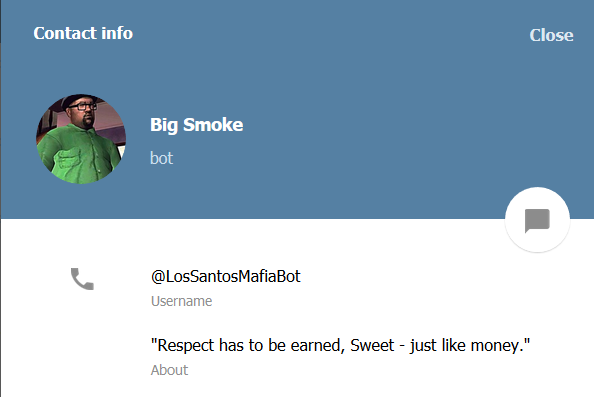 Contact info
Close
Big Smoke
bot
@LosSantosMafiaBot
Username
"Respect has to be earned, Sweet - just like money."
About